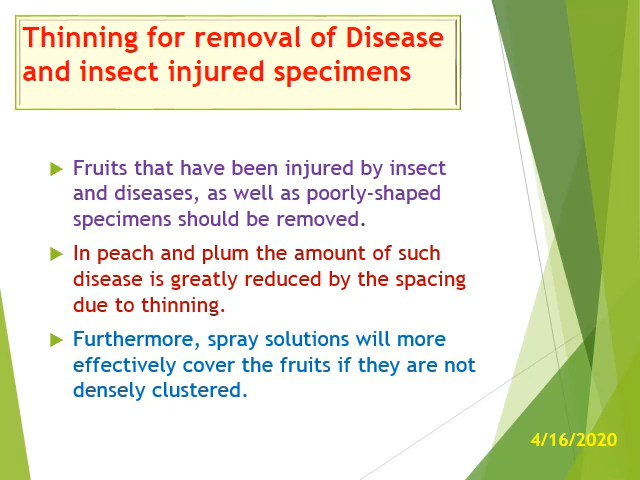 Thinning for removal of Disease
and insect injured specimens
Fruits that have been injured by insect
and diseases, as well as poorly-shaped
specimens should be removed.
In peach and plum the amount of such
disease is greatly reduced by the spacing
due to thinning.
Furthermore, spray solutions will more
effectively cover the fruits if they are not
densely clustered.
4/16/2020